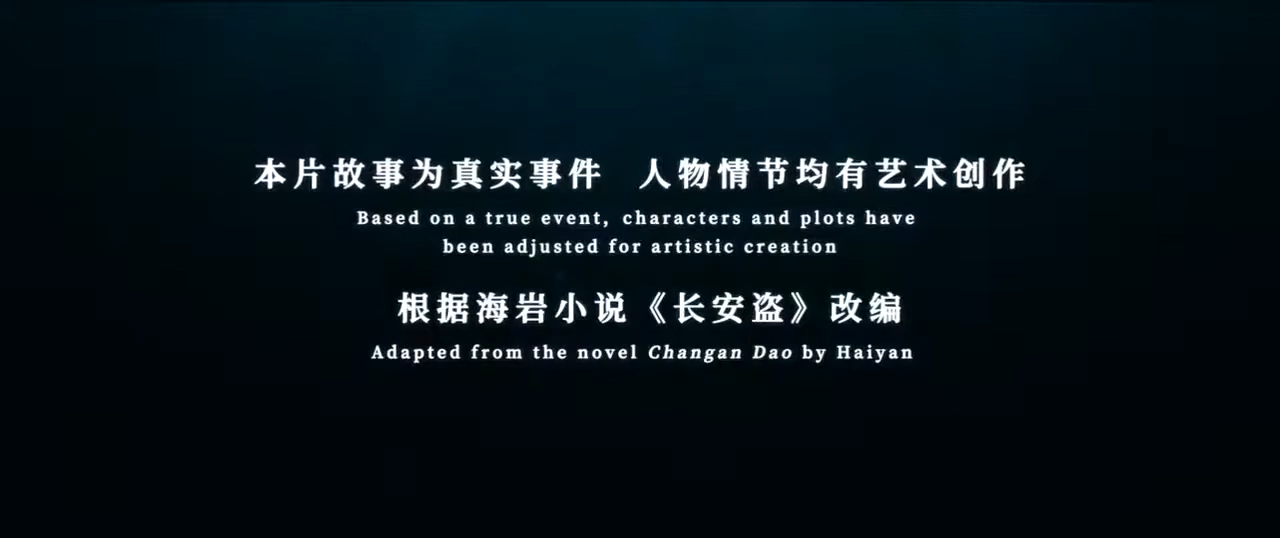 本片故事为真实事件 人物情节均有艺术创作
Based on a true event, characters and plots have
been adjusted for artistic creation
根据海岩小说《长安盗》改编
Adapted from the novel Changan Dao by Haiyan